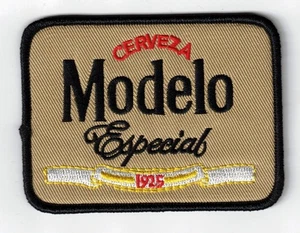 CERVEZA
Modelo
Especial
1925